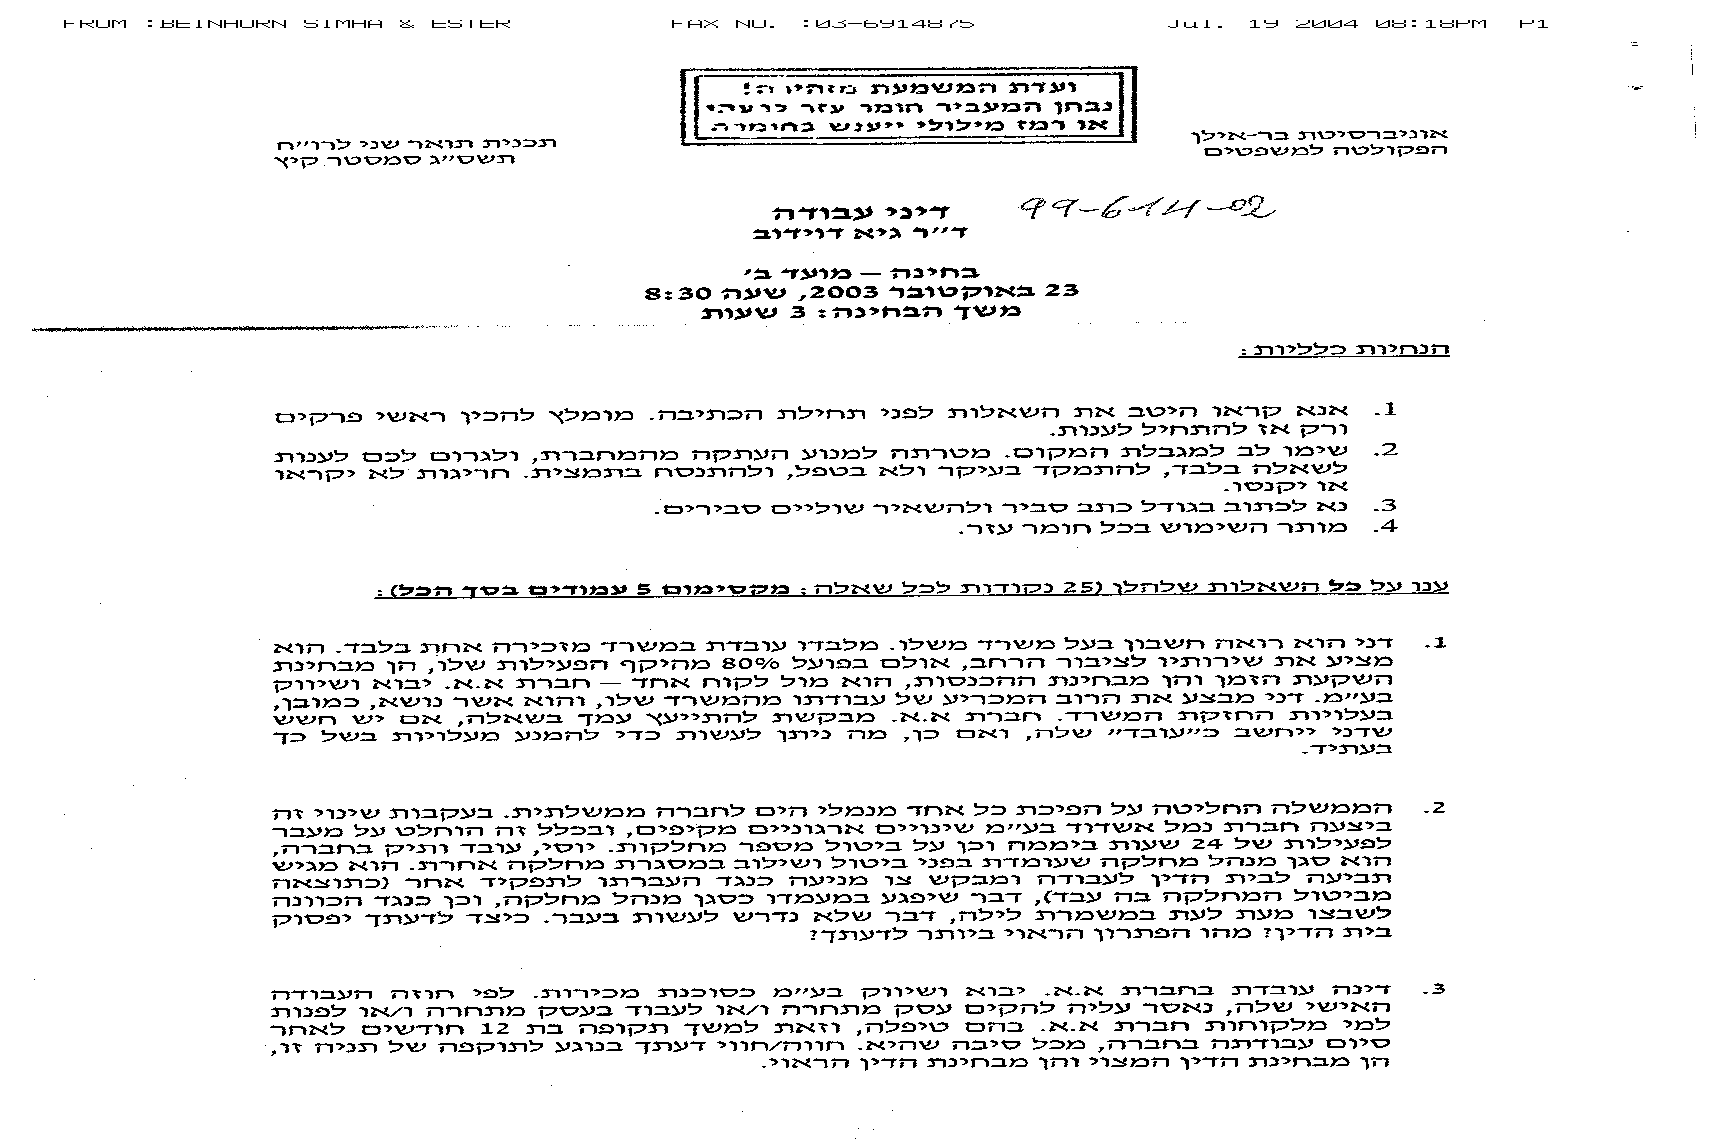 FROM :BEINHORN SIMHA & ESTER FAX NO. :03-6914875 Jul. 19 2004 08:18PM P1
ועדת המשמעת מזהירה!
נבחן המעביר חומר עזר כו עהי
או רמז מילולי ייענש בחומרה
אוניברסיטת בר-אילן
הפקולטה למשפטים
תכנית תואר שני לרו״ח
תשס״ג סמסטר קיץ
99-614-02
דיני עבודה
ד״ר גיא דוידוב
בחינה – מועד ב׳
23 באוקטובר 2003, שעה 8:30
משך הבחינה: 3 שעות
הנחיות כלליות:
1. אנא קראו היטב את השאלות לפני תחילת הכתיבה. מומלץ להכין ראשי פרקים
ורק אז להתחיל לענות.
2. שימו לב למגבלת המקום. מטרתה למנוע העתקה מהמחברת, ולגרום לכם לענות
לשאלה בלבד, להתמקד בעיקר ולא בטפל, ולהתנסח בתמצית. חריגות לא יקראו
או יקנסו.
3. נא לכתוב בגודל כתב סביר ולהשאיר שוליים סבירים.
4. מותר השימוש בכל חומר עזר.
ענו על כל השאלות שלהלן (25 נקודות לכל שאלה; מקסימום 5 עמודים בסך הכל):
1. דני הוא רואה חשבון בעל משרד משלו. מלבדו עובדת במשרד מזכירה אחת בלבד. הוא
מציע את שירותיו לציבור הרחב, אולם בפועל 80% מהיקף הפעילות שלו, הן מבחינת
השקעת הזמן והן מבחינת ההכנסות, הוא מול לקוח אחד – חברת א.א. יבוא ושיווק
בע״מ. דני מבצע את הרוב המכריע של עבודתו מהמשרד שלו, והוא אשר נושא, כמובן,
בעלויות החזקת המשרד. חברת א.א. מבקשת להתייעץ עמך בשאלה, אם יש חשש
שדני ייחשב כ״עובד״ שלה, ואם כן, מה ניתן לעשות כדי להמנע מעלויות בשל כך
בעתיד.
2. הממשלה החליטה על הפיכת כל אחד מנמלי הים לחברה ממשלתית. בעקבות שינוי זה
ביצעה חברת נמל אשדוד בע״מ שינויים ארגוניים מקיפים, ובכלל זה הוחלט על מעבר
לפעילות של 24 שעות ביממה וכן על ביטול מספר מחלקות. יוסי, עובד ותיק בחברה,
הוא סגן מנהל מחלקה שעומדת בפני ביטול ושילוב במסגרת מחלקה אחרת. הוא מגיש
תביעה לבית הדין לעבודה ומבקש צו מניעה כנגד העברתו לתפקיד אחר (כתוצאה
מביטול המחלקה בה עבד), דבר שיפגע במעמדו כסגן מנהל מחלקה, וכן כנגד הכוונה
לשבצו מעת לעת במשמרת לילה, דבר שלא נדרש לעשות בעבר. כיצד לדעתך יפסוק
בית הדין? מהו הפתרון הראוי ביותר לדעתך?
3. דינה עובדת בחברת א.א. יבוא ושיווק בע״מ כסוכנת מכירות. לפי חוזה העבודה
האישי שלה, נאסר עליה להקים עסק מתחרה ו/או לעבוד בעסק מתחרה ו/או לפנות
למי מלקוחות חברת א.א. בהם טיפלה, וזאת למשך תקופה בת 12 חודשים לאחר
סיום עבודתה בחברה, מכל סיבה שהיא. חווה/חווי דעתך בנוגע לתוקפה של תניה זו,
הן מבחינת הדין המצוי והן מבחינת הדין הראוי.